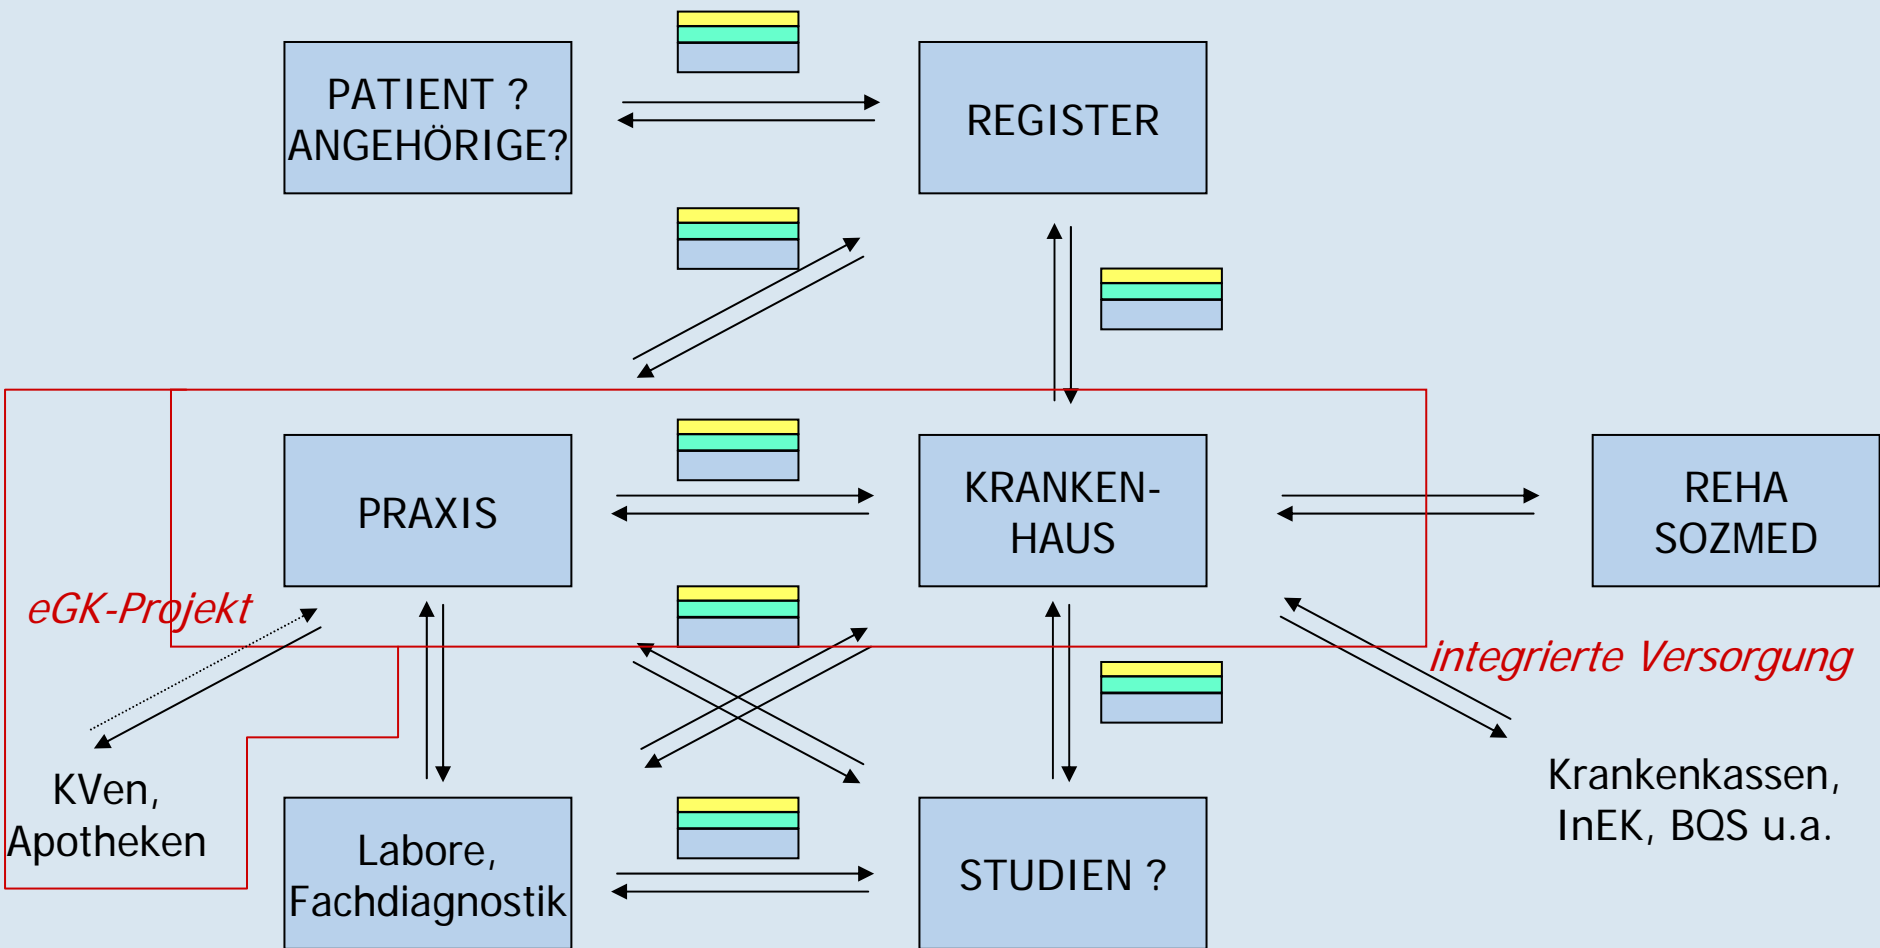 PATIENT ?
ANGEHÖRIGE?
REGISTER
PRAXIS
KRANKEN-
HAUS
REHA
SOZMED
eGK-Projekt
integrierte Versorgung
KVen,
Apotheken
Labore,
Fachdiagnostik
STUDIEN ?
Krankenkassen,
InEK, BQS u.a.